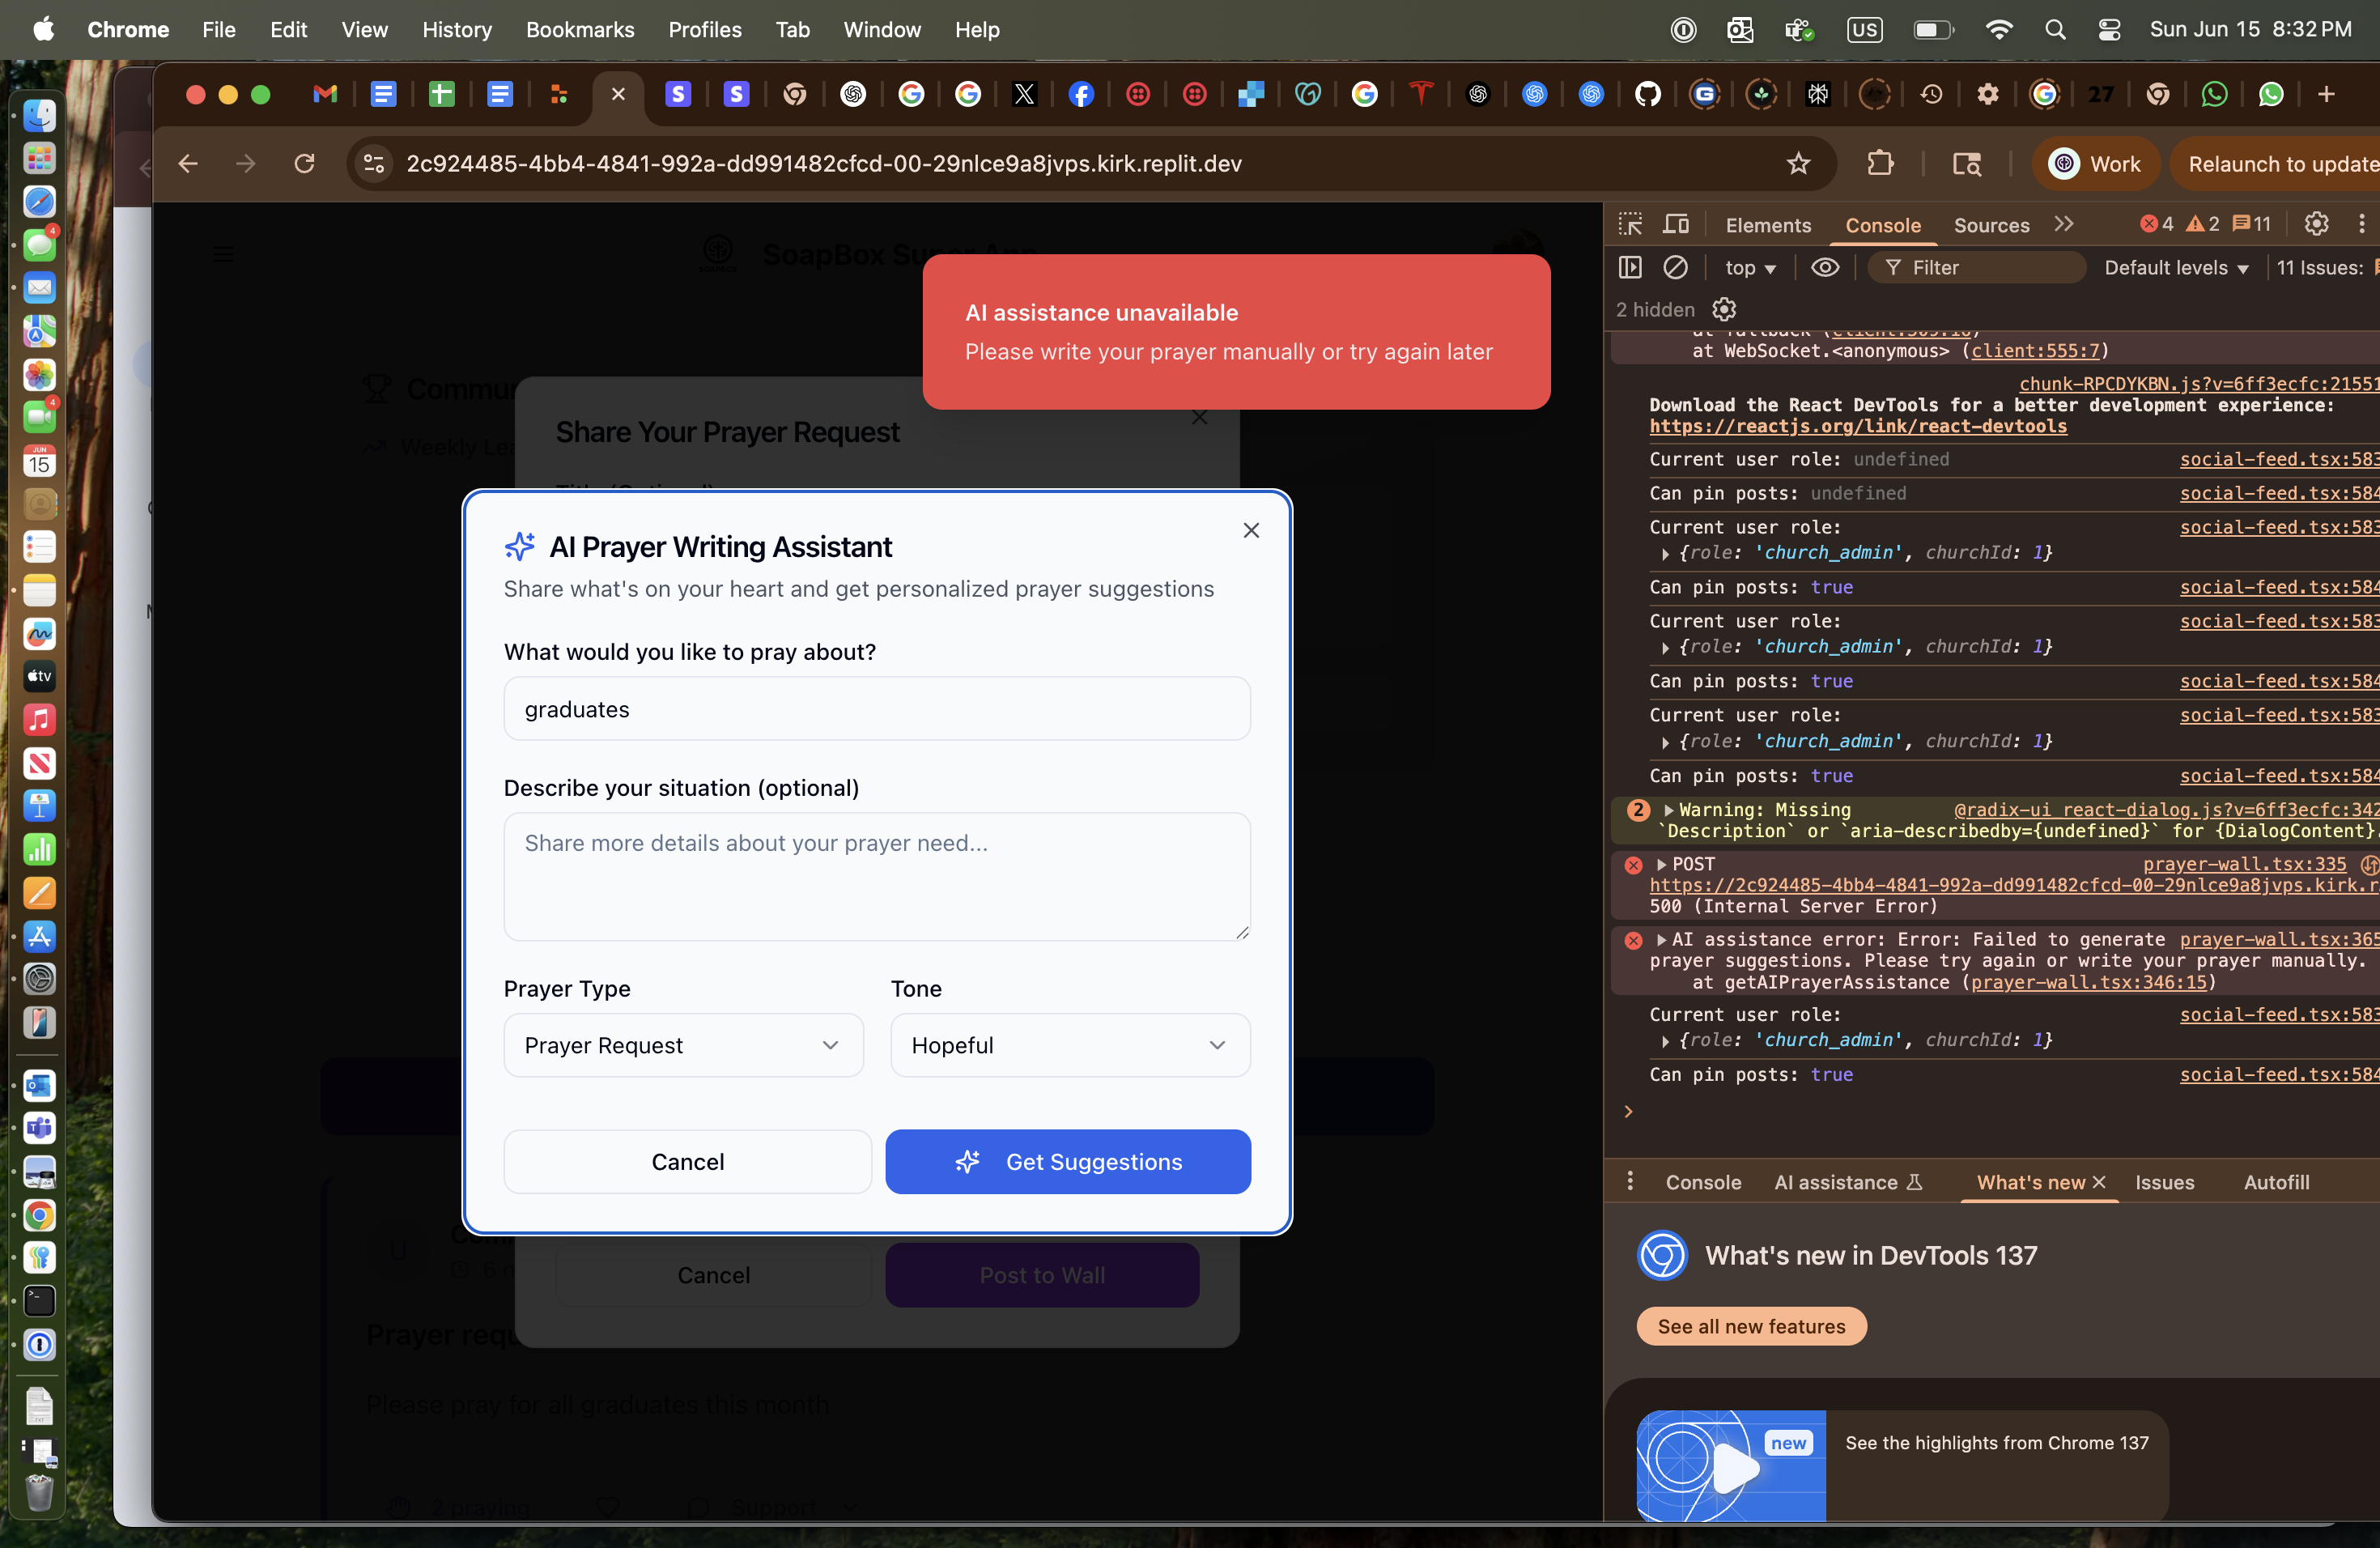 Chrome File Edit View History Bookmarks Profiles Tab Window Help US Sun Jun 15 8:32 PM
2c924485-4bb4-4841-992a-dd991482cfcd-00-29nlce9a8jvps.kirk.replit.dev
Work
Relaunch to update
SoapBox Super App
AI assistance unavailable
Please write your prayer manually or try again later
Share Your Prayer Request
AI Prayer Writing Assistant
Share what's on your heart and get personalized prayer suggestions
What would you like to pray about?
graduates
Describe your situation (optional)
Share more details about your prayer need...
Prayer Type Tone
Prayer Request Hopeful
Cancel Get Suggestions
Cancel Post to Wall
Please pray for all graduates this month
2 praying Support
Elements Console Sources 4 2 11
top Filter Default levels 11 Issues:
2 hidden
at WebSocket.<anonymous> (client:555:7)
chunk-RPCDYKBN.js?v=6ff3ecfc:21551
Download the React DevTools for a better development experience:
https://reactjs.org/link/react-devtools
Current user role: undefined social-feed.tsx:583
Can pin posts: undefined social-feed.tsx:584
Current user role: social-feed.tsx:583
{role: 'church_admin', churchId: 1}
Can pin posts: true social-feed.tsx:584
Current user role: social-feed.tsx:583
{role: 'church_admin', churchId: 1}
Can pin posts: true social-feed.tsx:584
Current user role: social-feed.tsx:583
{role: 'church_admin', churchId: 1}
Can pin posts: true social-feed.tsx:584
2 Warning: Missing @radix-ui_react-dialog.js?v=6ff3ecfc:342
`Description` or `aria-describedby={undefined}` for {DialogContent}.
POST prayer-wall.tsx:335
https://2c924485-4bb4-4841-992a-dd991482cfcd-00-29nlce9a8jvps.kirk.r
500 (Internal Server Error)
AI assistance error: Error: Failed to generate prayer-wall.tsx:365
prayer suggestions. Please try again or write your prayer manually.
at getAIPrayerAssistance (prayer-wall.tsx:346:15)
Current user role: social-feed.tsx:583
{role: 'church_admin', churchId: 1}
Can pin posts: true social-feed.tsx:584
Console AI assistance What's new Issues Autofill
What's new in DevTools 137
See all new features
new
See the highlights from Chrome 137